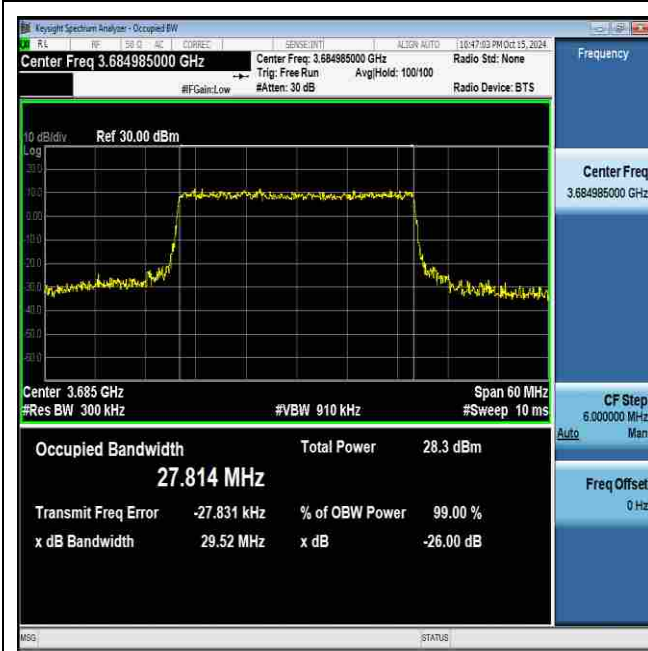 Keysight Spectrum Analyzer - Occupied BW
RL RF 50 Ω AC CORREC SENSE:INT ALIGN AUTO 10:47:03 PM Oct 15, 2024
Center Freq 3.684985000 GHz
Center Freq: 3.684985000 GHz
Radio Std: None
Trig: Free Run Avg|Hold: 100/100
#IFGain:Low #Atten: 30 dB Radio Device: BTS
Frequency
10 dB/div Ref 30.00 dBm
Log
20.0
10.0
0.00
-10.0
-20.0
-30.0
-40.0
-50.0
-60.0
Center Freq
3.684985000 GHz
Center 3.685 GHz Span 60 MHz
#Res BW 300 kHz #VBW 910 kHz #Sweep 10 ms
CF Step
6.000000 MHz
Auto Man
Occupied Bandwidth Total Power 28.3 dBm
27.814 MHz
Transmit Freq Error -27.831 kHz % of OBW Power 99.00 %
x dB Bandwidth 29.52 MHz x dB -26.00 dB
Freq Offset
0 Hz
MSG STATUS